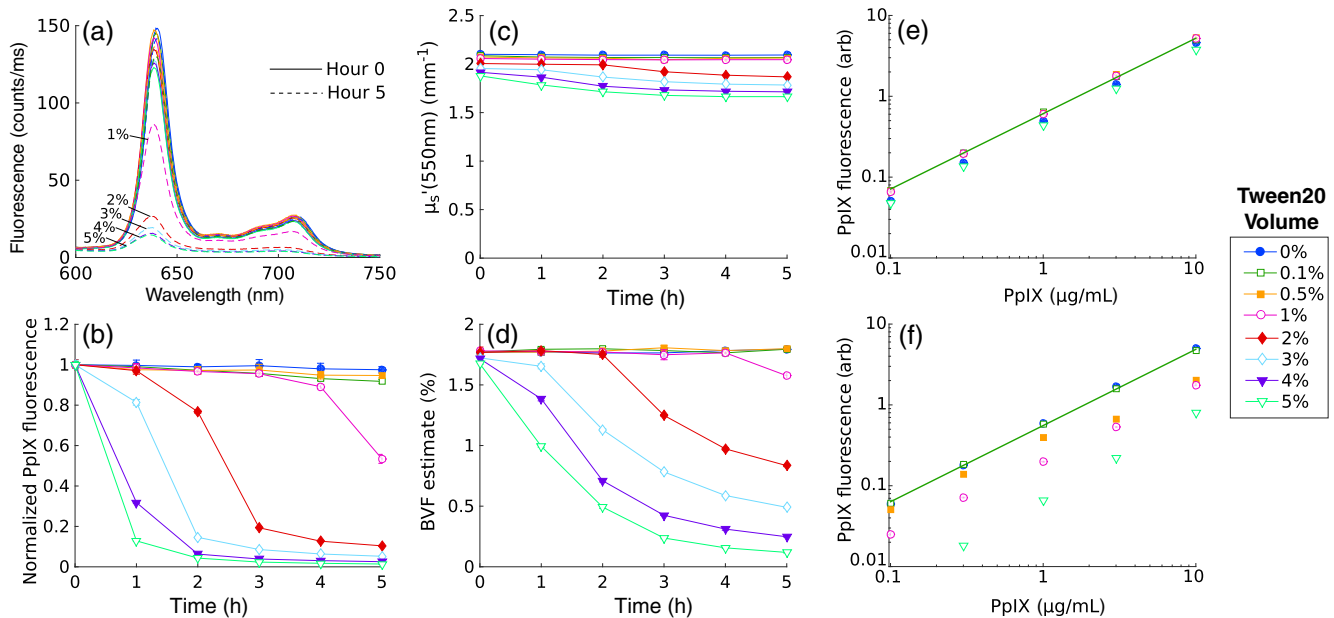 (a)
Fluorescence (counts/ms)
150
100
50
0
Hour 0
Hour 5
1%
2%
3%
4%
5%
600
650
700
750
Wavelength (nm)
(c)
μs'(550nm) (mm⁻¹)
2.5
2
1.5
1
0.5
0
0 1 2 3 4 5
Time (h)
(e)
PpIX fluorescence (arb)
10
1
0.1
0.01
0.1
1
10
PpIX (μg/mL)
Tween20
Volume
0%
0.1%
0.5%
1%
2%
3%
4%
5%
(b)
Normalized PpIX fluorescence
1.2
1
0.8
0.6
0.4
0.2
0
0 1 2 3 4 5
Time (h)
(d)
BVF estimate (%)
2
1.5
1
0.5
0
0 1 2 3 4 5
Time (h)
(f)
PpIX fluorescence (arb)
10
1
0.1
0.01
0.1
1
10
PpIX (μg/mL)